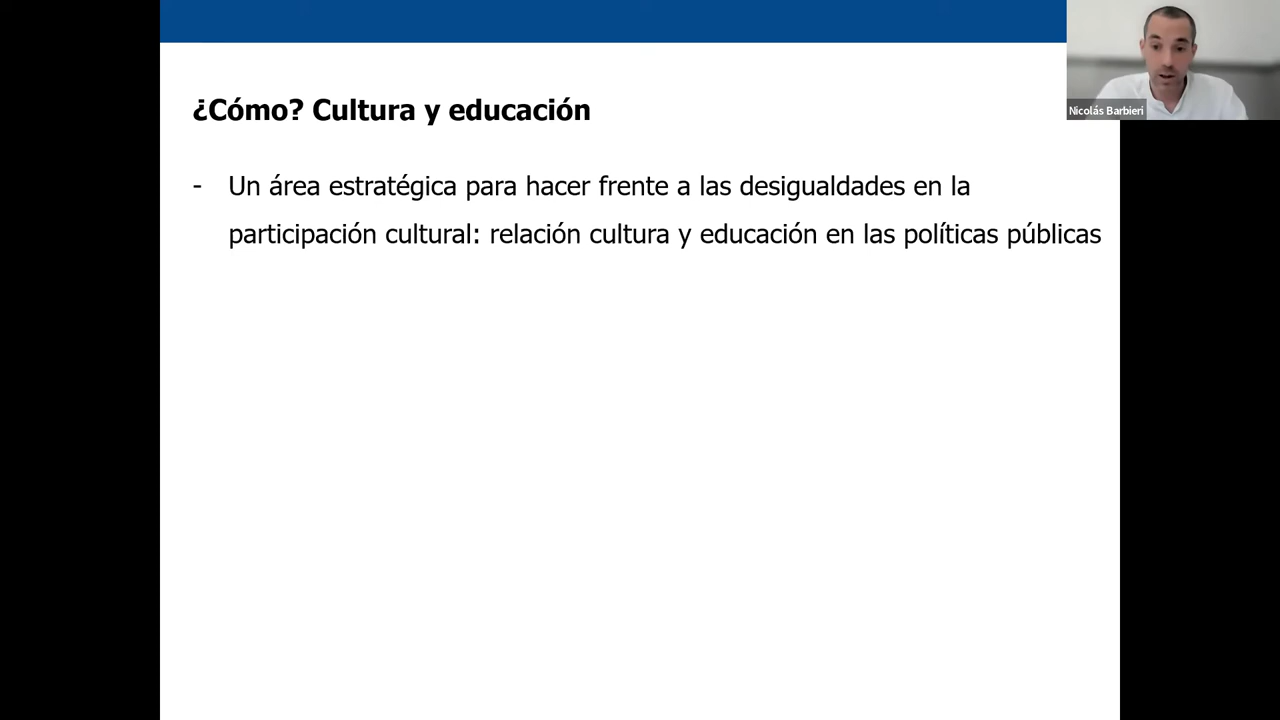 ¿Cómo? Cultura y educación
- Un área estratégica para hacer frente a las desigualdades en la
participación cultural: relación cultura y educación en las políticas públicas
Nicolás Barbieri